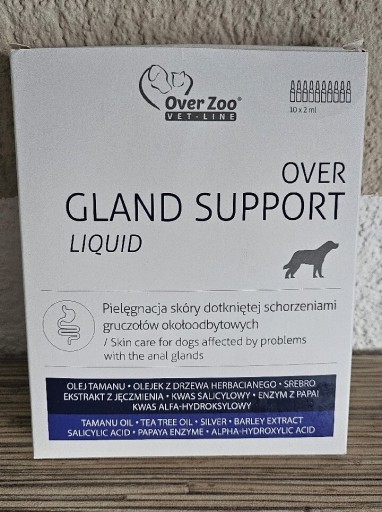 Over Zoo®
VET-LINE
10 x 2 ml
OVER
GLAND SUPPORT
LIQUID
Pielęgnacja skóry dotkniętej schorzeniami
gruczołów okołoodbytowych
/ Skin care for dogs affected by problems
with the anal glands
OLEJ TAMANU • OLEJEK Z DRZEWA HERBACIANEGO • SREBRO
EKSTRAKT Z JĘCZMIENIA • KWAS SALICYLOWY • ENZYM Z PAPAI
KWAS ALFA-HYDROKSYLOWY
TAMANU OIL • TEA TREE OIL • SILVER • BARLEY EXTRACT
SALICYLIC ACID • PAPAYA ENZYME • ALPHA-HYDROXYLIC ACID